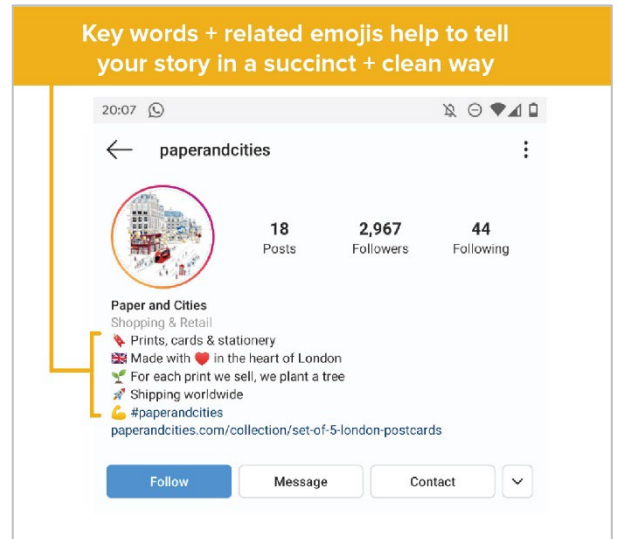 Key words + related emojis help to tell
your story in a succinct + clean way
20:07
paperandcities
18 2,967 44
Posts Followers Following
Paper and Cities
Shopping & Retail
🔖 Prints, cards & stationery
🇬🇧 Made with ❤️ in the heart of London
🌱 For each print we sell, we plant a tree
🚀 Shipping worldwide
💪 #paperandcities
paperandcities.com/collection/set-of-5-london-postcards
Follow Message Contact